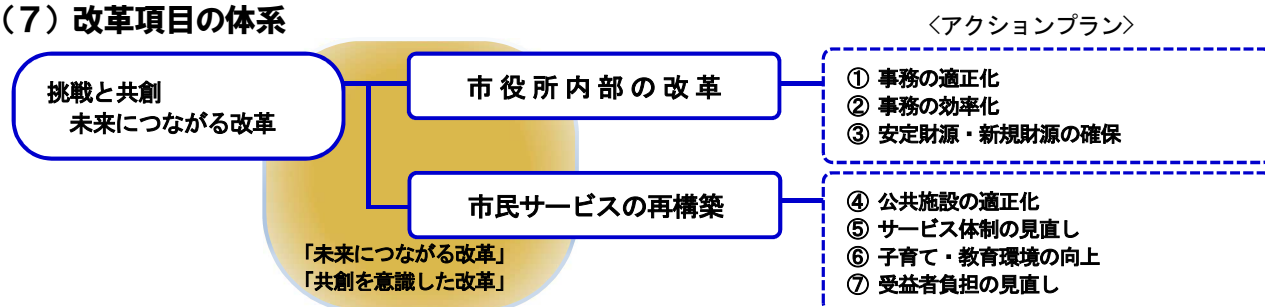 （７）改革項目の体系
〈アクションプラン〉
挑戦と共創
未来につながる改革
市役所内部の改革
① 事務の適正化
② 事務の効率化
③ 安定財源・新規財源の確保
市民サービスの再構築
④ 公共施設の適正化
⑤ サービス体制の見直し
⑥ 子育て・教育環境の向上
⑦ 受益者負担の見直し
「未来につながる改革」
「共創を意識した改革」